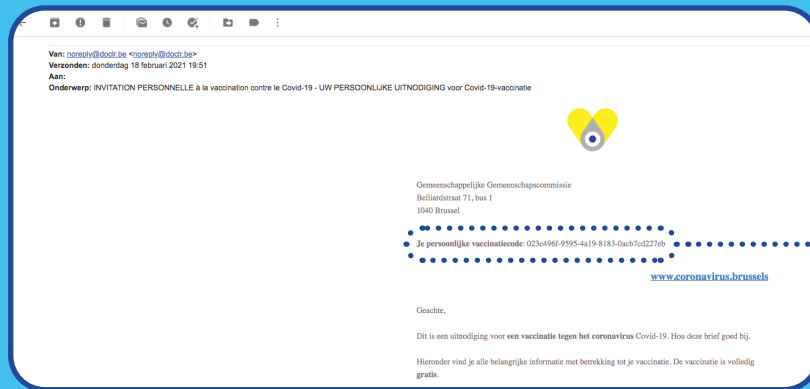 Van: noreply@doclr.be <noreply@doclr.be>
Verzonden: donderdag 18 februari 2021 19:51
Aan:
Onderwerp: INVITATION PERSONNELLE à la vaccination contre le Covid-19 - UW PERSOONLIJKE UITNODIGING voor Covid-19-vaccinatie
Gemeenschappelijke Gemeenschapscommissie
Belliardstraat 71, bus 1
1040 Brussel
Je persoonlijke vaccinatiecode: 023c496f-9595-4a19-8183-0acb7cd227eb
www.coronavirus.brussels
Geachte,
Dit is een uitnodiging voor een vaccinatie tegen het coronavirus Covid-19. Hou deze brief goed bij.
Hieronder vind je alle belangrijke informatie met betrekking tot je vaccinatie. De vaccinatie is volledig
gratis.